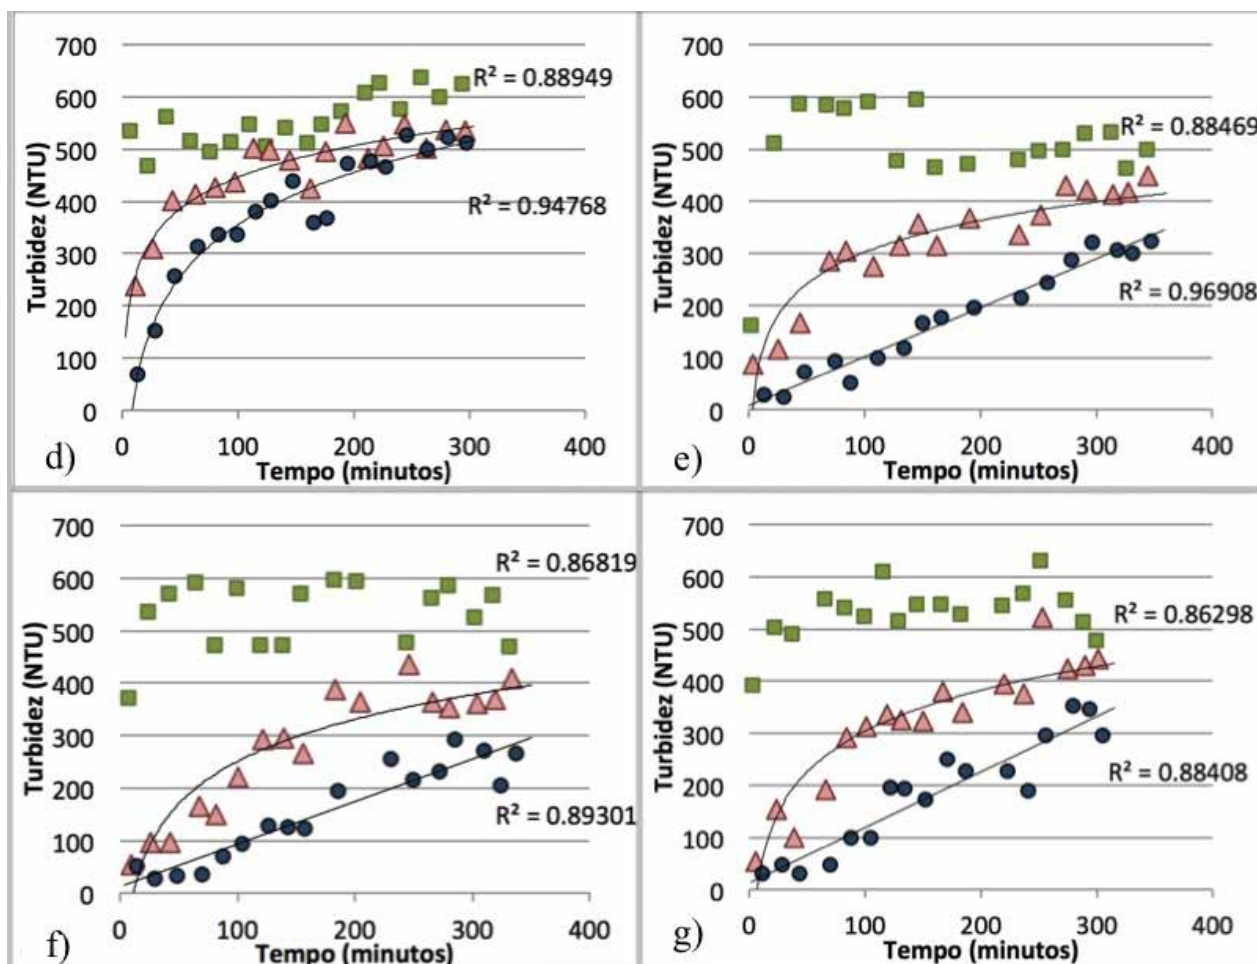 700
600
500
400
300
200
100
0
Turbidez (NTU)
R² = 0.88949
R² = 0.94768
0 100 200 300 400
Tempo (minutos)
d)
700
600
500
400
300
200
100
0
Turbidez (NTU)
R² = 0.88469
R² = 0.96908
0 100 200 300 400
Tempo (minutos)
e)
700
600
500
400
300
200
100
0
Turbidez (NTU)
R² = 0.86819
R² = 0.89301
0 100 200 300 400
Tempo (minutos)
f)
700
600
500
400
300
200
100
0
Turbidez (NTU)
R² = 0.86298
R² = 0.88408
0 100 200 300 400
Tempo (minutos)
g)